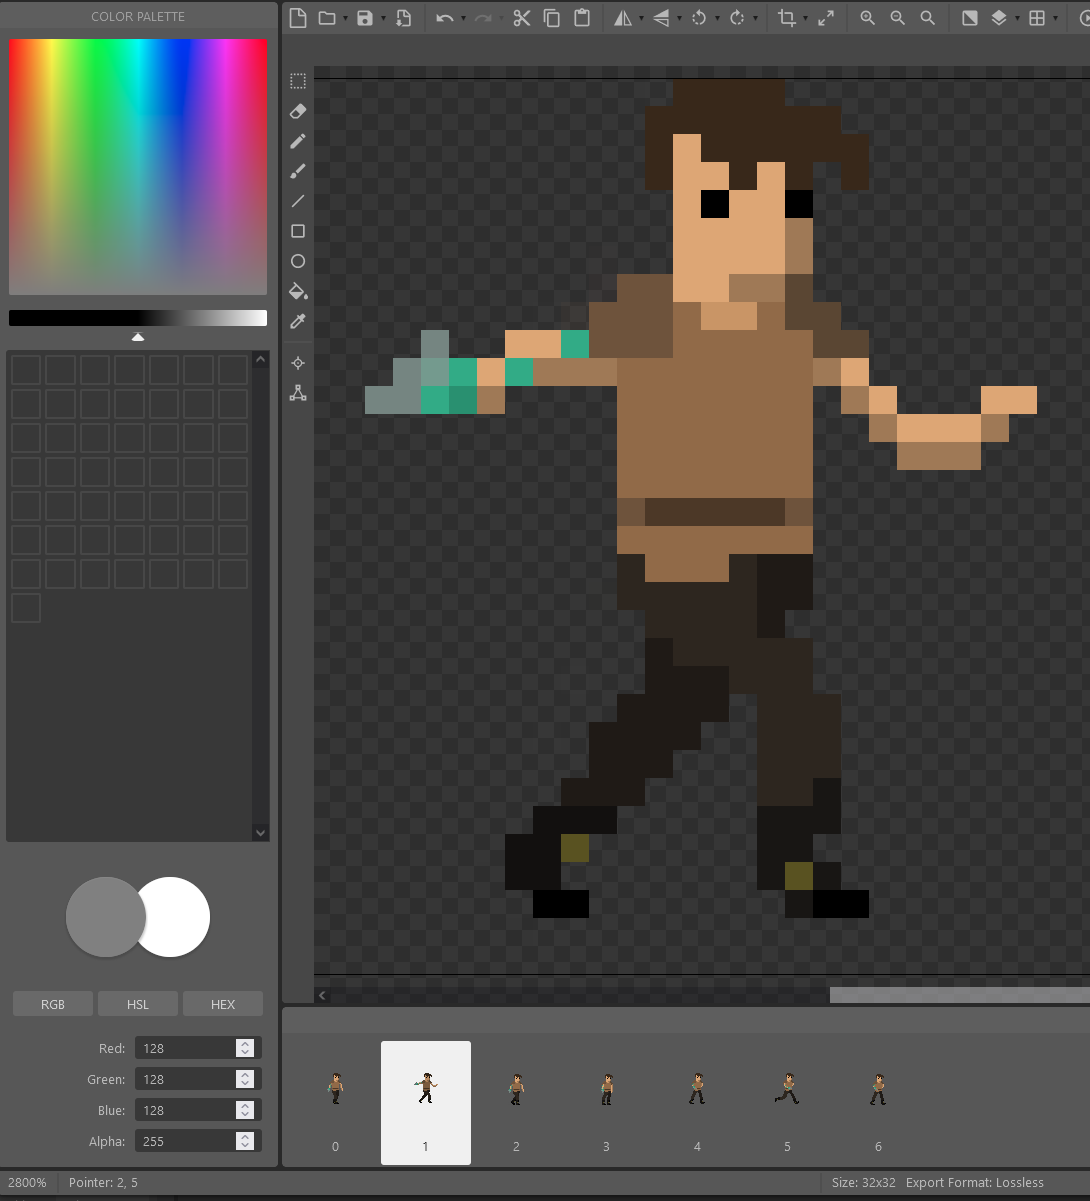 COLOR PALETTE
RGB HSL HEX
Red: 128
Green: 128
Blue: 128
Alpha: 255
0 1 2 3 4 5 6
2800% Pointer: 2, 5 Size: 32x32 Export Format: Lossless